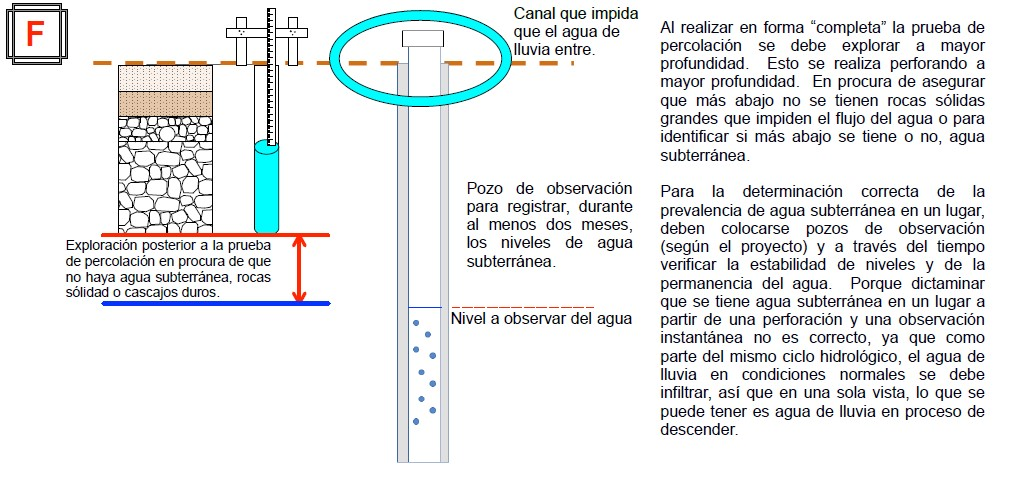 F
Canal que impida
que el agua de
lluvia entre.
Pozo de observación
para registrar, durante
al menos dos meses,
los niveles de agua
subterránea.
Exploración posterior a la prueba
de percolación en procura de que
no haya agua subterránea, rocas
sólidad o cascajos duros.
Nivel a observar del agua
Al realizar en forma “completa” la prueba de
percolación se debe explorar a mayor
profundidad. Esto se realiza perforando a
mayor profundidad. En procura de asegurar
que más abajo no se tienen rocas sólidas
grandes que impiden el flujo del agua o para
identificar si más abajo se tiene o no, agua
subterránea.
Para la determinación correcta de la
prevalencia de agua subterránea en un lugar,
deben colocarse pozos de observación
(según el proyecto) y a través del tiempo
verificar la estabilidad de niveles y de la
permanencia del agua. Porque dictaminar
que se tiene agua subterránea en un lugar a
partir de una perforación y una observación
instantánea no es correcto, ya que como
parte del mismo ciclo hidrológico, el agua de
lluvia en condiciones normales se debe
infiltrar, así que en una sola vista, lo que se
puede tener es agua de lluvia en proceso de
descender.